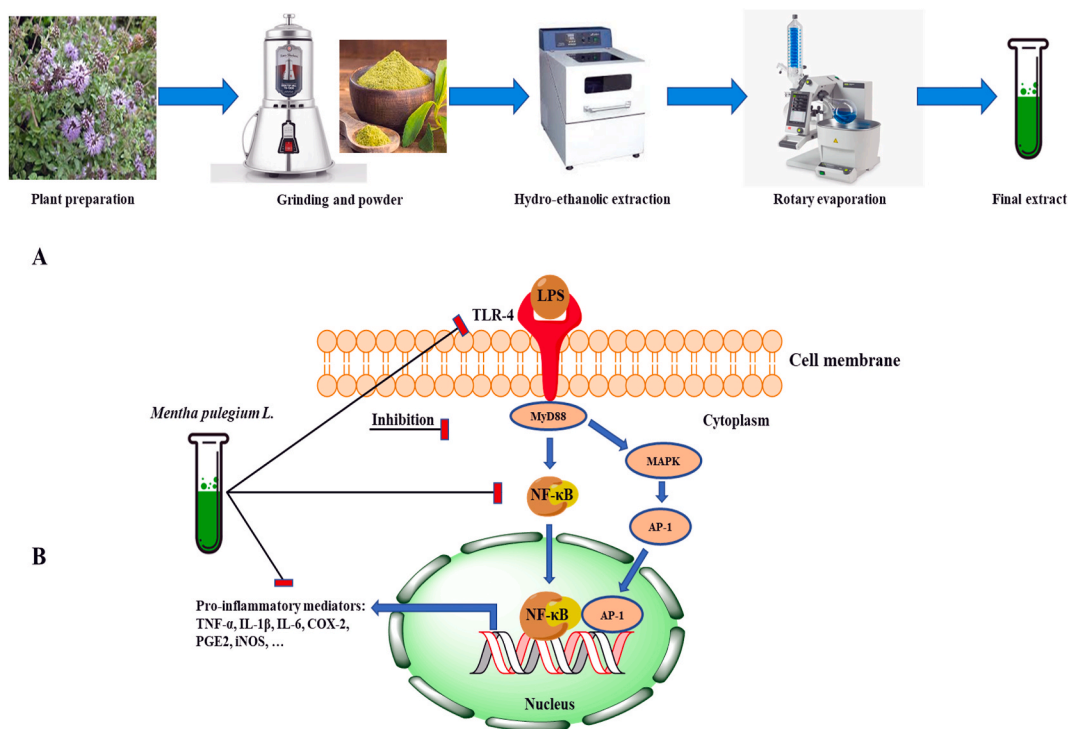 Plant preparation
Grinding and powder
Hydro-ethanolic extraction
Rotary evaporation
Final extract
A
LPS
TLR-4
Cell membrane
Mentha pulegium L.
Inhibition
MyD88
Cytoplasm
MAPK
NF-κB
AP-1
B
Pro-inflammatory mediators:
TNF-α, IL-1β, IL-6, COX-2,
PGE2, iNOS, …
NF-κB
AP-1
Nucleus